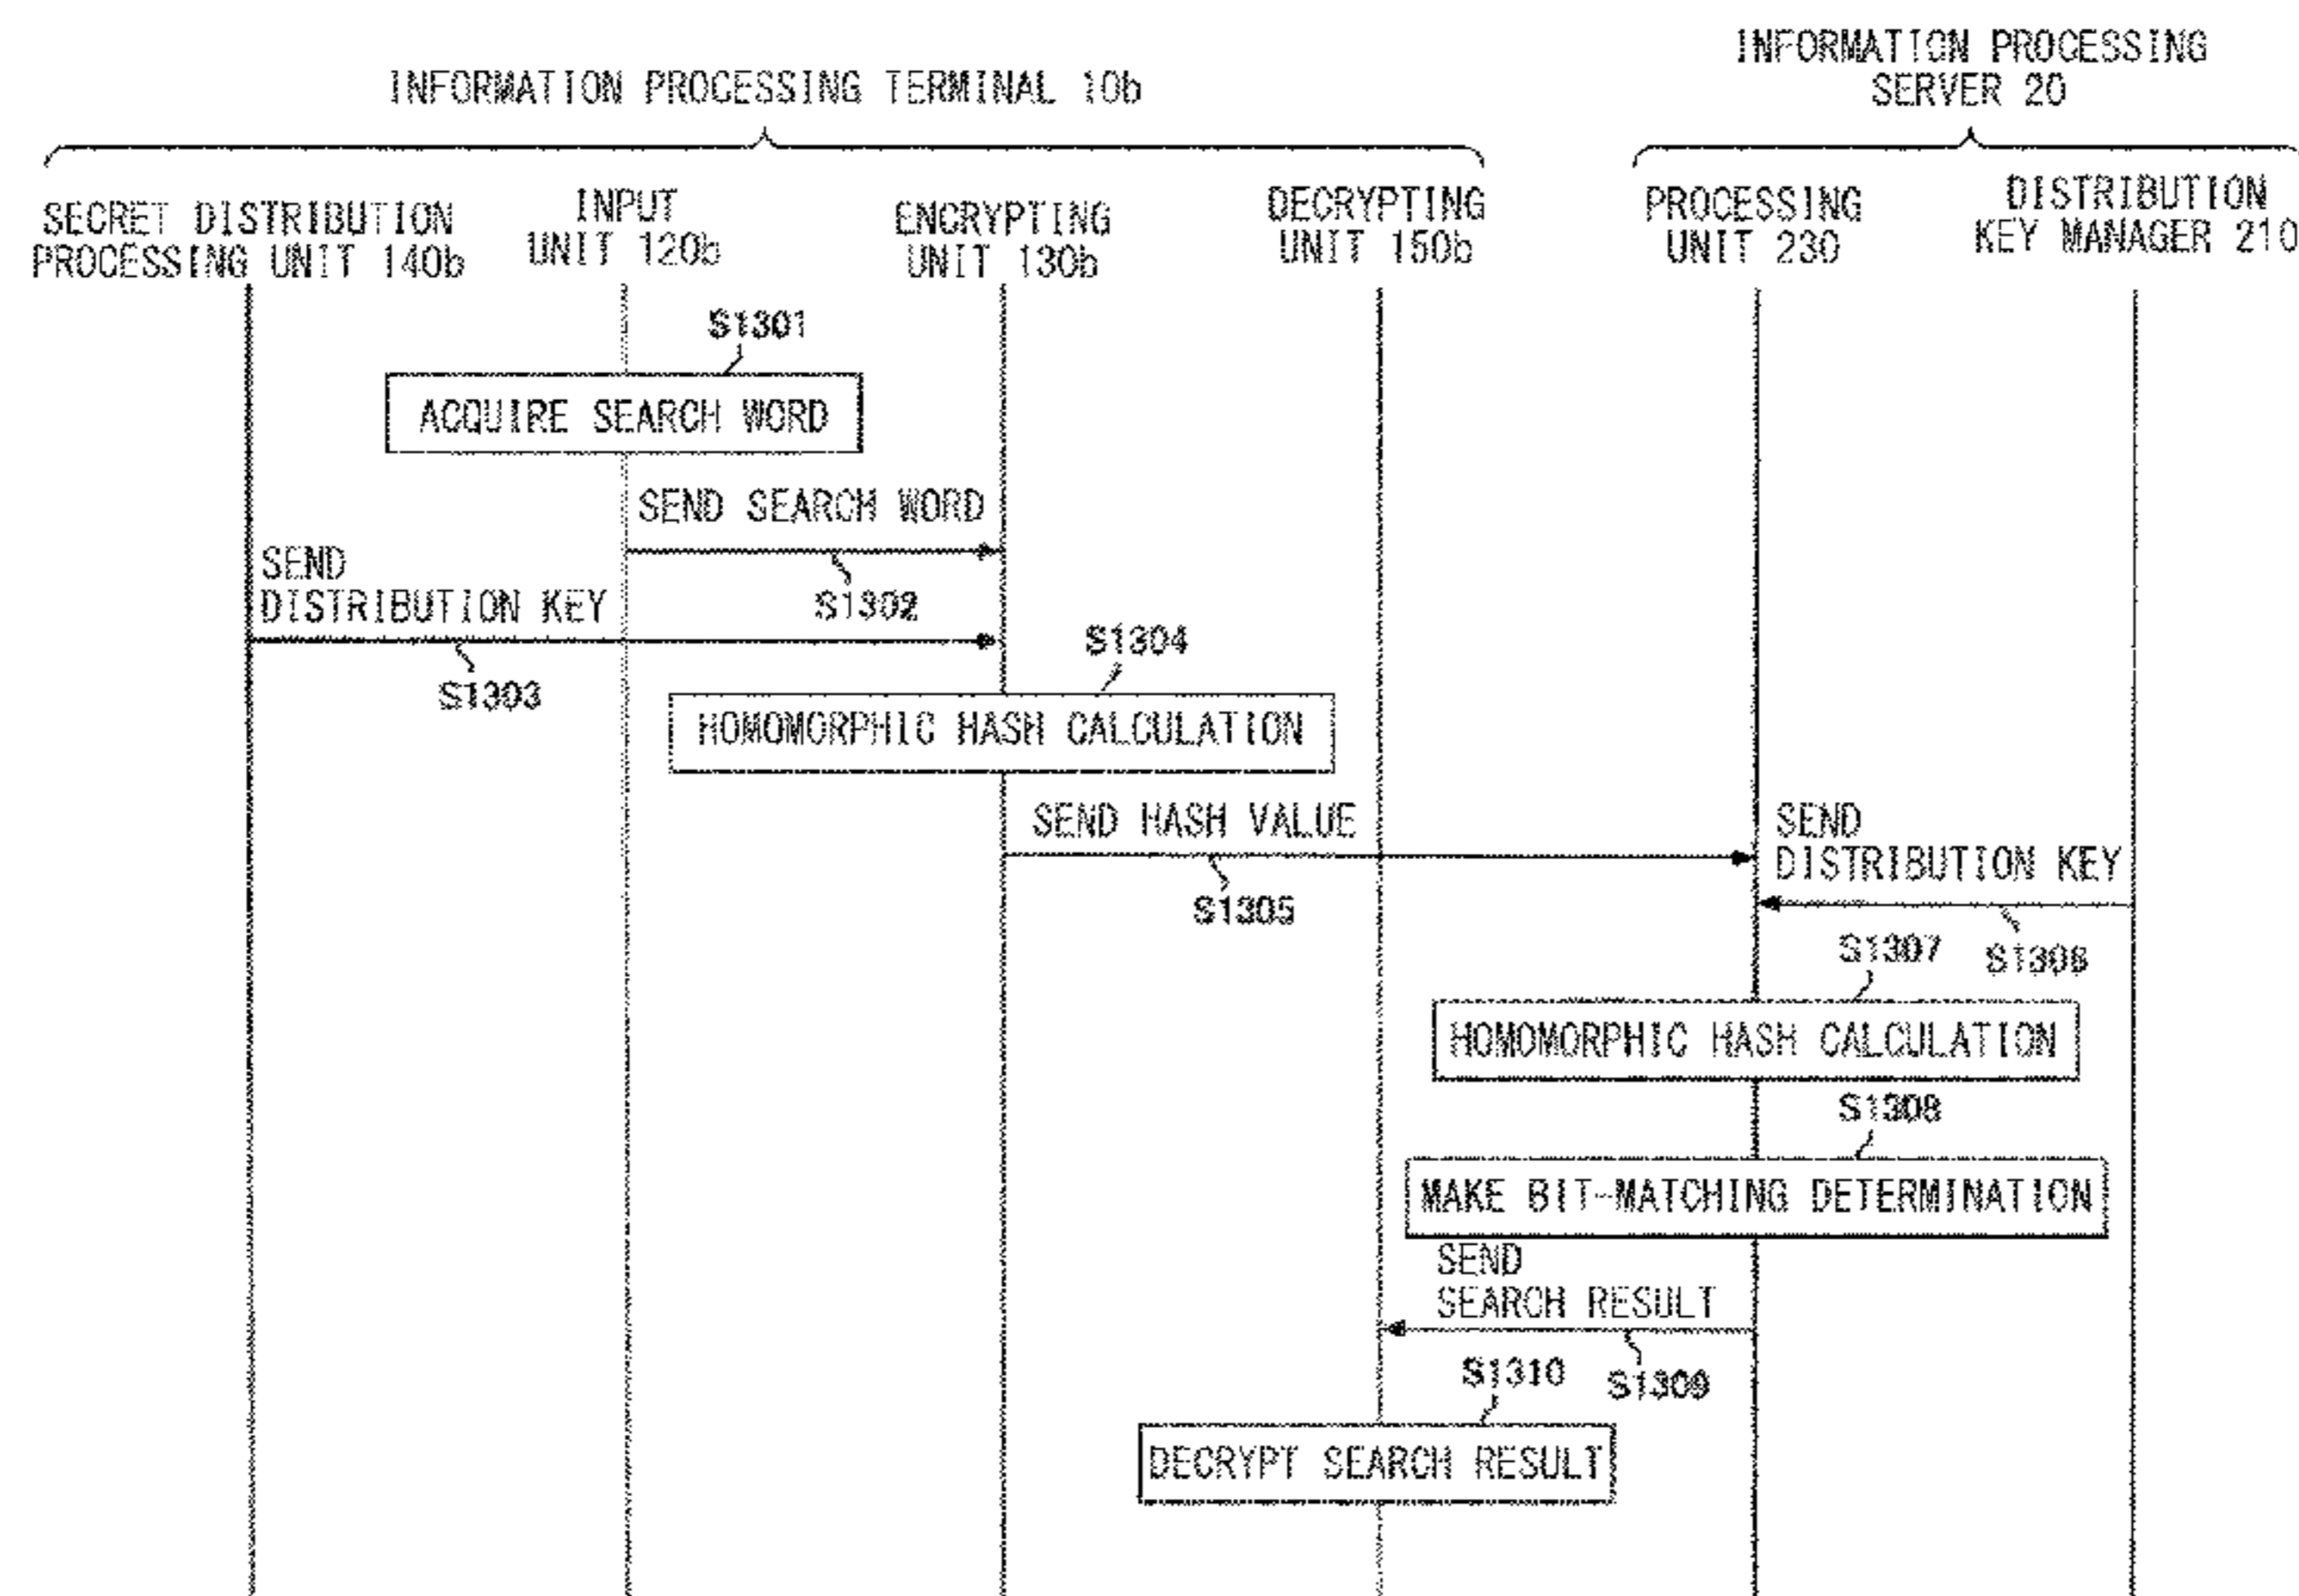 INFORMATION PROCESSING TERMINAL 10b
INFORMATION PROCESSING
SERVER 20
SECRET DISTRIBUTION
PROCESSING UNIT 140b
INPUT
UNIT 120b
ENCRYPTING
UNIT 130b
DECRYPTING
UNIT 150b
PROCESSING
UNIT 230
DISTRIBUTION
KEY MANAGER 210
S1301
ACQUIRE SEARCH WORD
SEND SEARCH WORD
S1302
SEND
DISTRIBUTION KEY
S1303
S1304
HOMOMORPHIC HASH CALCULATION
SEND HASH VALUE
S1305
SEND
DISTRIBUTION KEY
S1306
S1307
HOMOMORPHIC HASH CALCULATION
S1308
MAKE BIT-MATCHING DETERMINATION
SEND
SEARCH RESULT
S1309
S1310
DECRYPT SEARCH RESULT